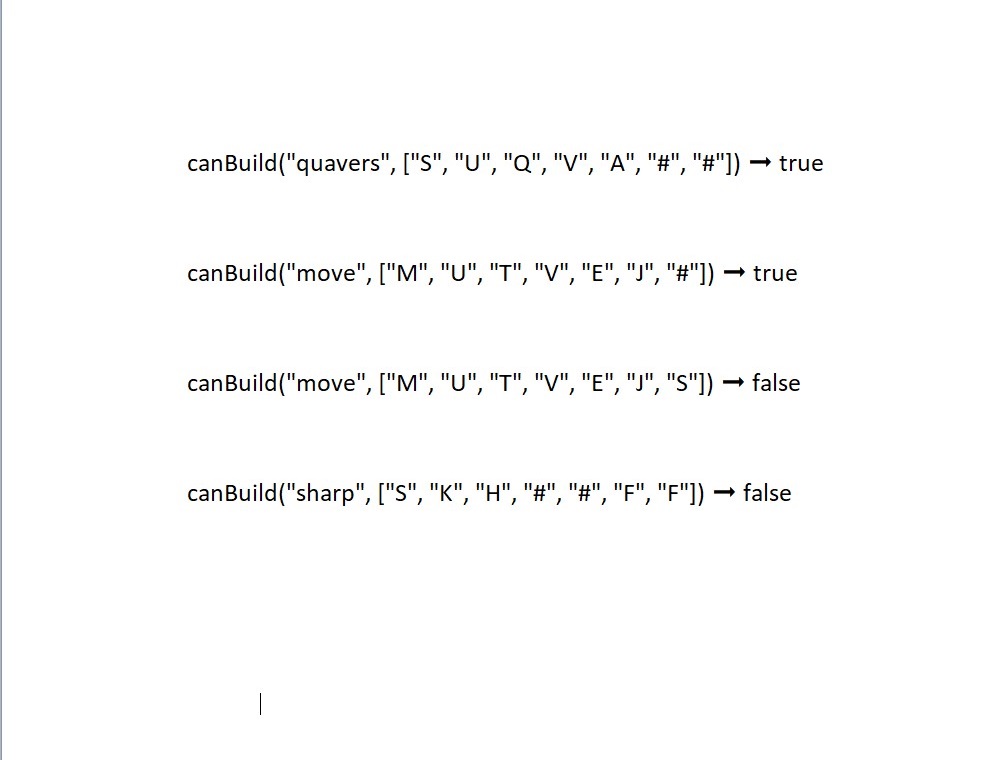 canBuild("quavers", ["S", "U", "Q", "V", "A", "#", "#"]) ➞ true
canBuild("move", ["M", "U", "T", "V", "E", "J", "#"]) ➞ true
canBuild("move", ["M", "U", "T", "V", "E", "J", "S"]) ➞ false
canBuild("sharp", ["S", "K", "H", "#", "#", "F", "F"]) ➞ false